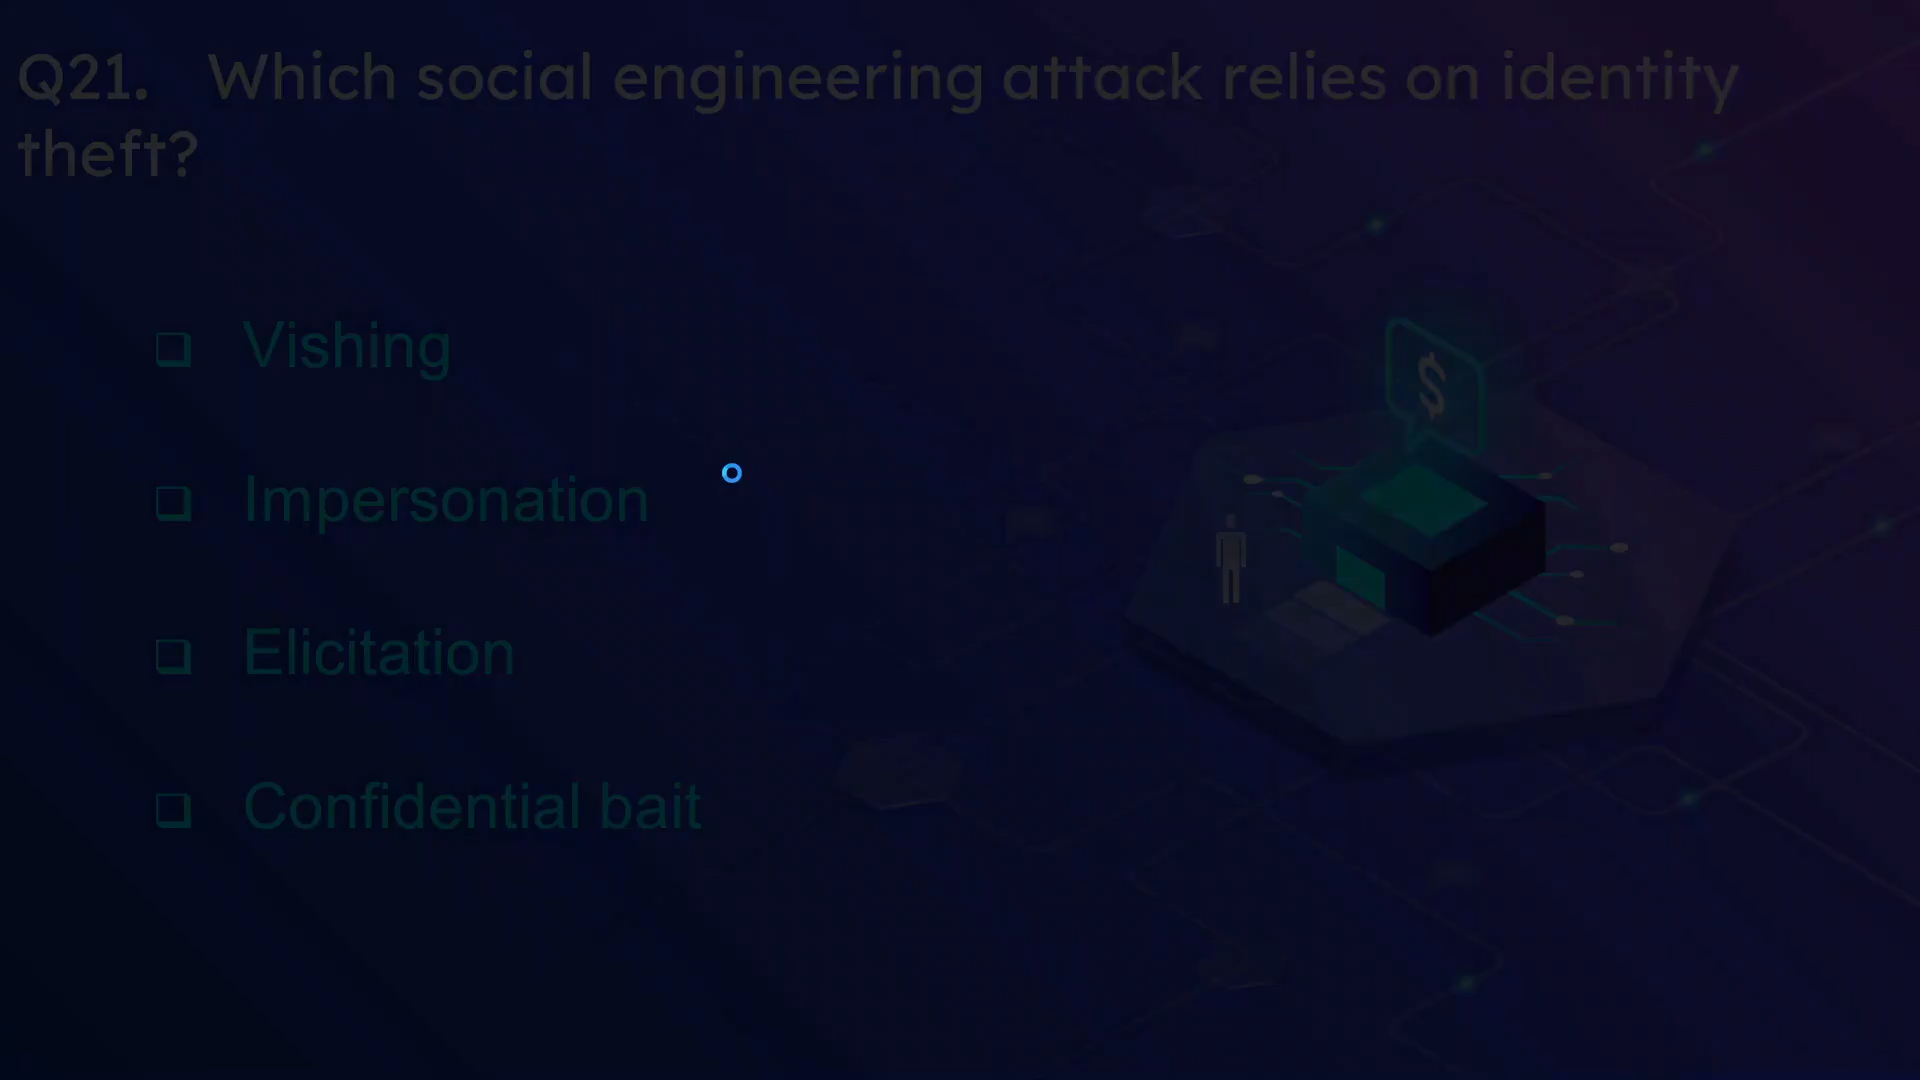 Q21. Which social engineering attack relies on identity
theft?
❑ Vishing
❑ Impersonation
❑ Elicitation
❑ Confidential bait
$